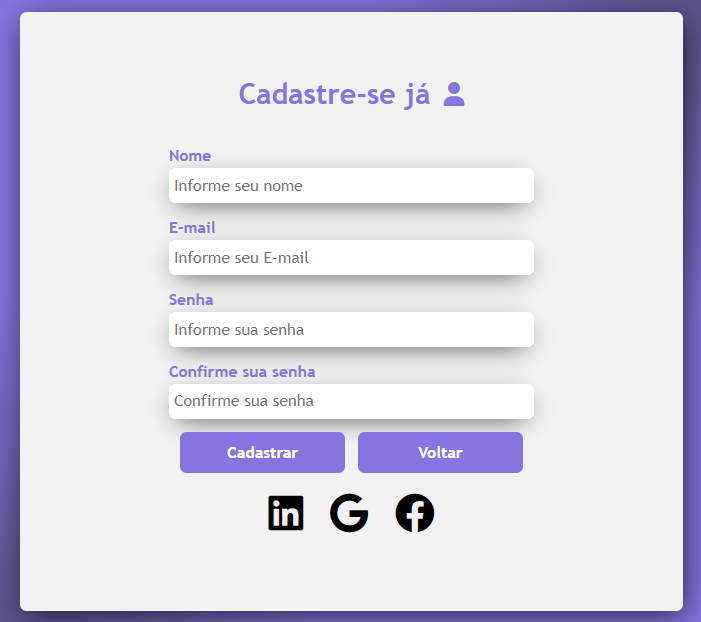 Cadastre-se já
Nome
Informe seu nome
E-mail
Informe seu E-mail
Senha
Informe sua senha
Confirme sua senha
Confirme sua senha
Cadastrar Voltar
in G f